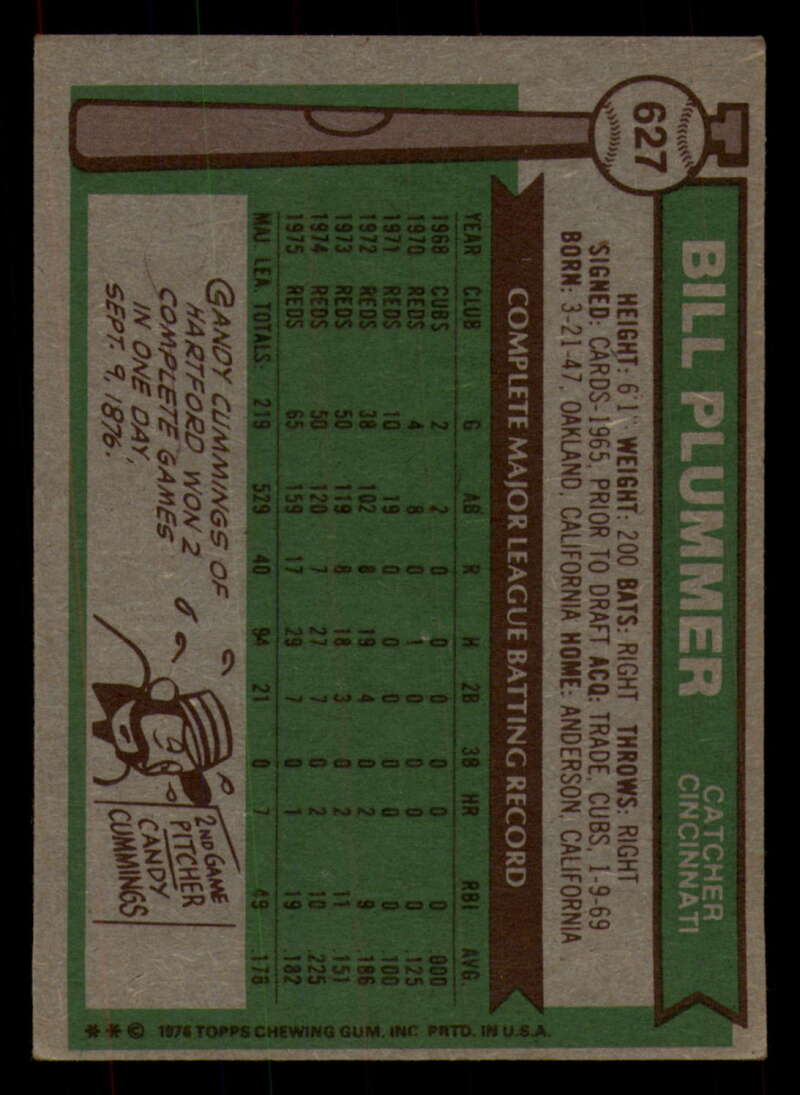 627
BILL PLUMMER
CATCHER
CINCINNATI
HEIGHT: 6'1" WEIGHT: 200 BATS: RIGHT THROWS: RIGHT
SIGNED: CARDS-1965, PRIOR TO DRAFT ACQ: TRADE, CUBS, 1-9-69
BORN: 3-21-47, OAKLAND, CALIFORNIA HOME: ANDERSON, CALIFORNIA
COMPLETE MAJOR LEAGUE BATTING RECORD
YEAR CLUB G AB R H 2B 3B HR RBI AVG.
1968 CUBS 2 2 0 0 0 0 0 0 .000
1970 REDS 4 8 0 1 0 0 0 0 .125
1971 REDS 10 19 0 0 0 0 0 0 .100
1972 REDS 38 102 8 19 4 0 2 9 .186
1973 REDS 50 119 8 18 3 0 2 11 .151
1974 REDS 50 120 7 27 7 0 2 10 .225
1975 REDS 65 159 17 29 7 0 1 19 .182
MAJ. LEA. TOTALS 219 529 40 94 21 0 7 49 .178
CANDY CUMMINGS OF
HARTFORD WON 2
COMPLETE GAMES
IN ONE DAY,
SEPT. 9, 1876.
2ND GAME
PITCHER
CANDY
CUMMINGS
** © 1976 TOPPS CHEWING GUM, INC. PRTD. IN U.S.A.